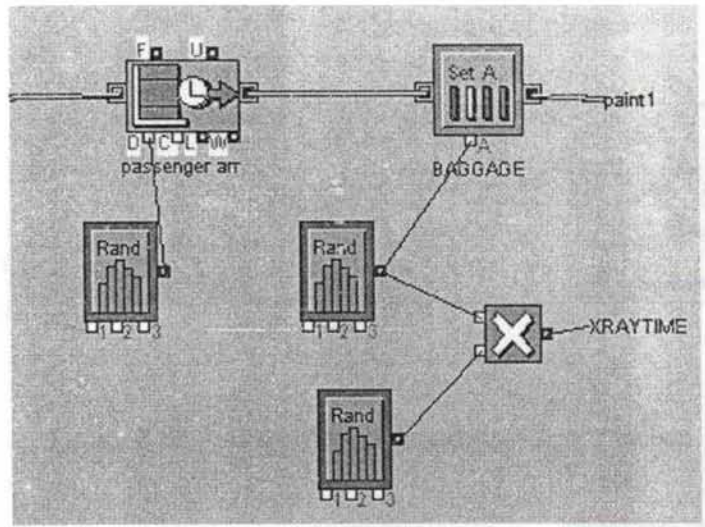 F U
Set A
paint1
D C L W
A
passenger arr
BAGGAGE
Rand
Rand
1 2 3
1 2 3
XRAYTIME
Rand
1 2 3